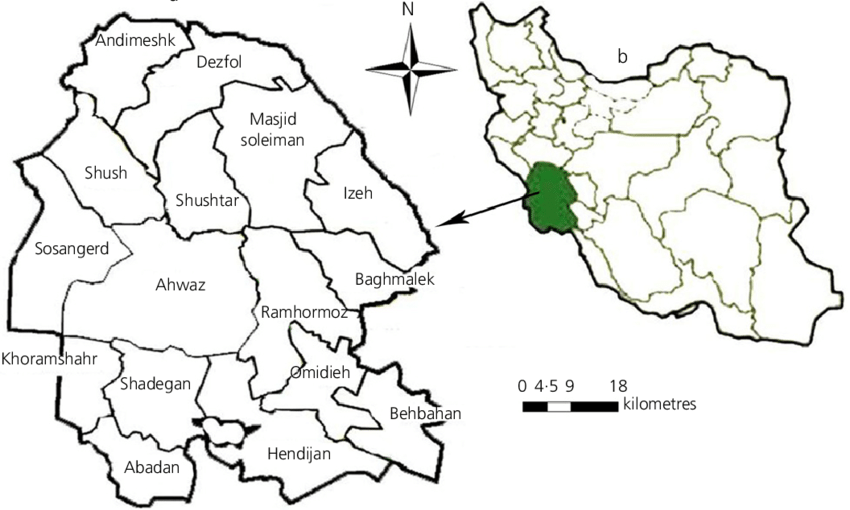 N
b
Andimeshk
Dezfol
Masjid
soleiman
Shush
Shushtar
Izeh
Sosangerd
Ahwaz
Baghmalek
Ramhormoz
Khoramshahr
Shadegan
Omidieh
Behbahan
Abadan
Hendijan
0 4·5 9 18
kilometres